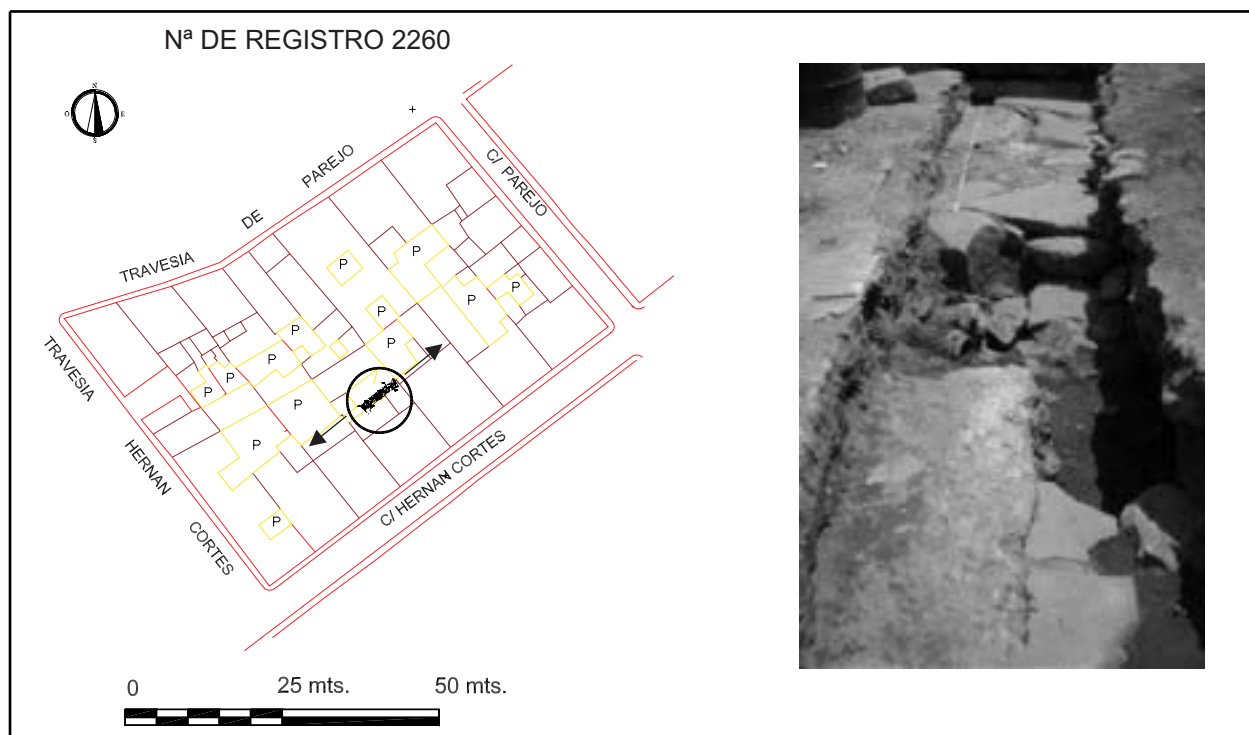 Nª DE REGISTRO 2260
N
O E
S
TRAVESIA DE PAREJO
C/ PAREJO
P
P
P
P
P
P
P
P
P
P
P
P
P
TRAVESIA HERNAN CORTES
C/ HERNAN CORTES
0 25 mts. 50 mts.